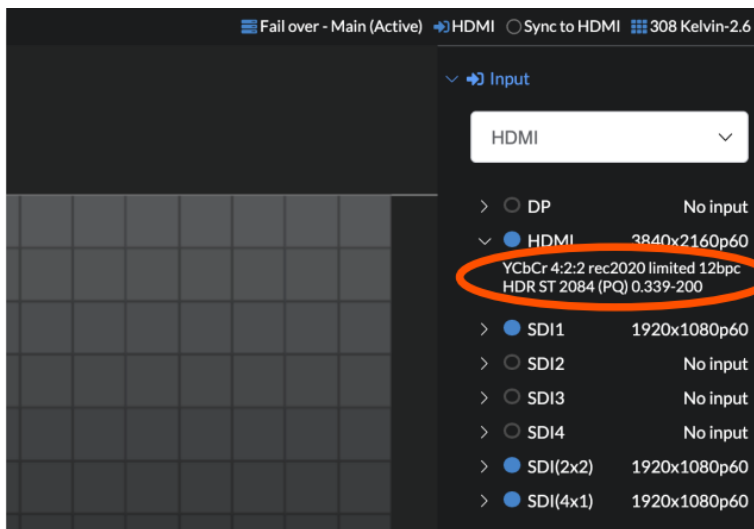 Fail over - Main (Active) HDMI Sync to HDMI 308 Kelvin-2.6
Input
HDMI
DP No input
HDMI 3840x2160p60
YCbCr 4:2:2 rec2020 limited 12bpc
HDR ST 2084 (PQ) 0.339-200
SDI1 1920x1080p60
SDI2 No input
SDI3 No input
SDI4 No input
SDI(2x2) 1920x1080p60
SDI(4x1) 1920x1080p60